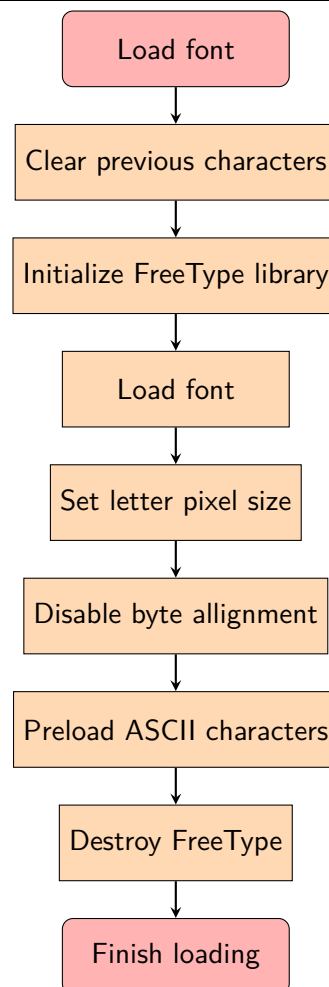 Load font
Clear previous characters
Initialize FreeType library
Load font
Set letter pixel size
Disable byte allignment
Preload ASCII characters
Destroy FreeType
Finish loading